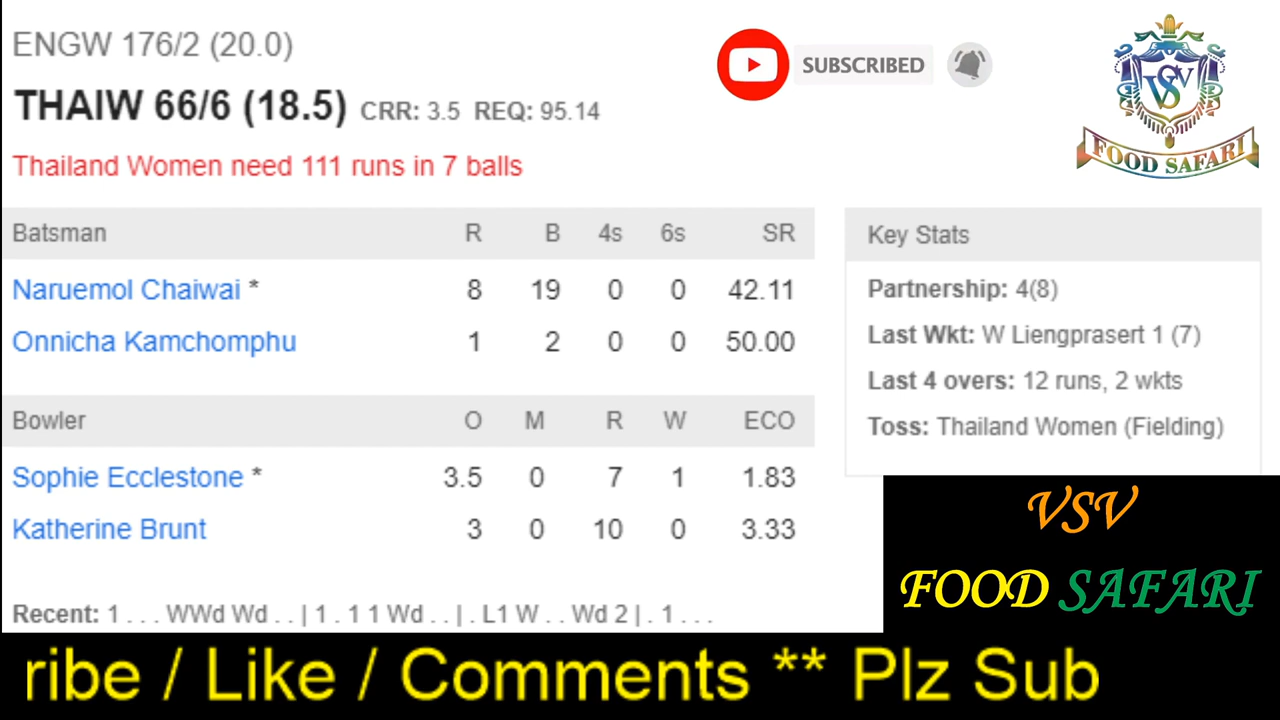 ENGW 176/2 (20.0)
THAIW 66/6 (18.5) CRR: 3.5 REQ: 95.14
Thailand Women need 111 runs in 7 balls
SUBSCRIBED
VSV
FOOD SAFARI
Batsman R B 4s 6s SR
Naruemol Chaiwai * 8 19 0 0 42.11
Onnicha Kamchomphu 1 2 0 0 50.00
Bowler O M R W ECO
Sophie Ecclestone * 3.5 0 7 1 1.83
Katherine Brunt 3 0 10 0 3.33
Recent: 1 . . . WWd Wd . . | 1 . 1 1 Wd . . | . L1 W . . Wd 2 | . 1 . . .
Key Stats
Partnership: 4(8)
Last Wkt: W Liengprasert 1 (7)
Last 4 overs: 12 runs, 2 wkts
Toss: Thailand Women (Fielding)
VSV
FOOD SAFARI
ribe / Like / Comments ** Plz Sub